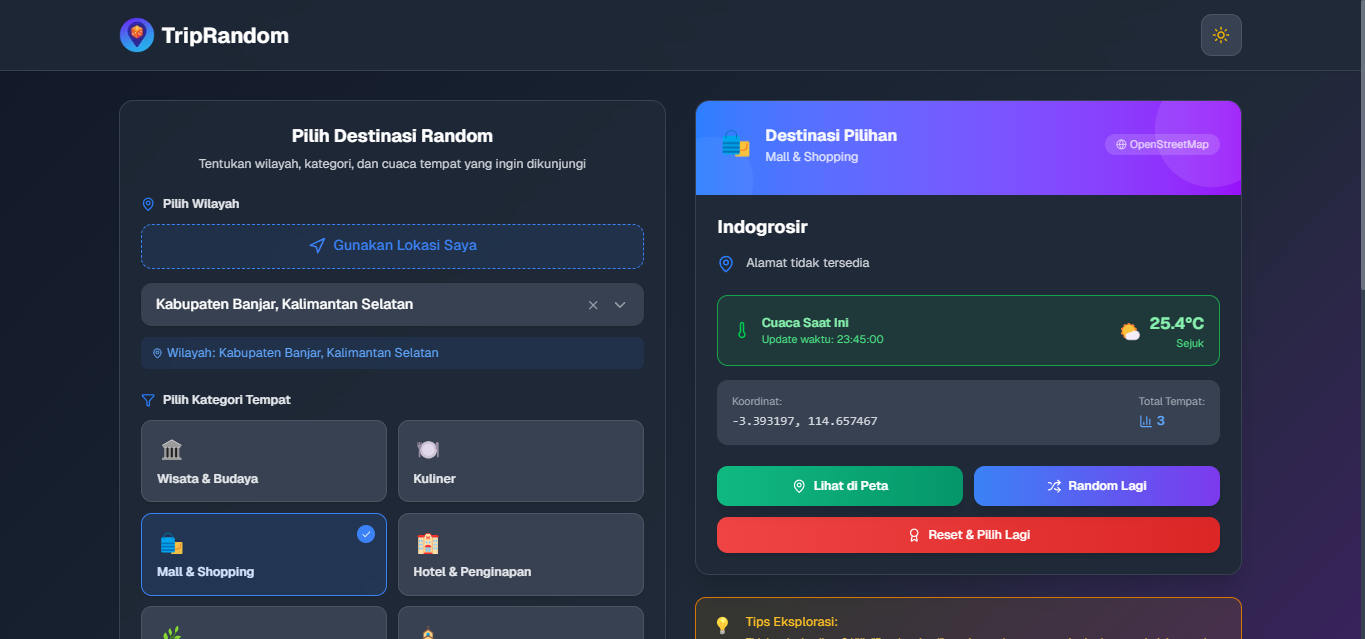 TripRandom
Pilih Destinasi Random
Tentukan wilayah, kategori, dan cuaca tempat yang ingin dikunjungi
Pilih Wilayah
Gunakan Lokasi Saya
Kabupaten Banjar, Kalimantan Selatan
Wilayah: Kabupaten Banjar, Kalimantan Selatan
Pilih Kategori Tempat
Wisata & Budaya
Kuliner
Mall & Shopping
Hotel & Penginapan
Destinasi Pilihan
Mall & Shopping
OpenStreetMap
Indogrosir
Alamat tidak tersedia
Cuaca Saat Ini
Update waktu: 23:45:00
25.4°C
Sejuk
Koordinat:
-3.393197, 114.657467
Total Tempat:
3
Lihat di Peta
Random Lagi
Reset & Pilih Lagi
Tips Eksplorasi: